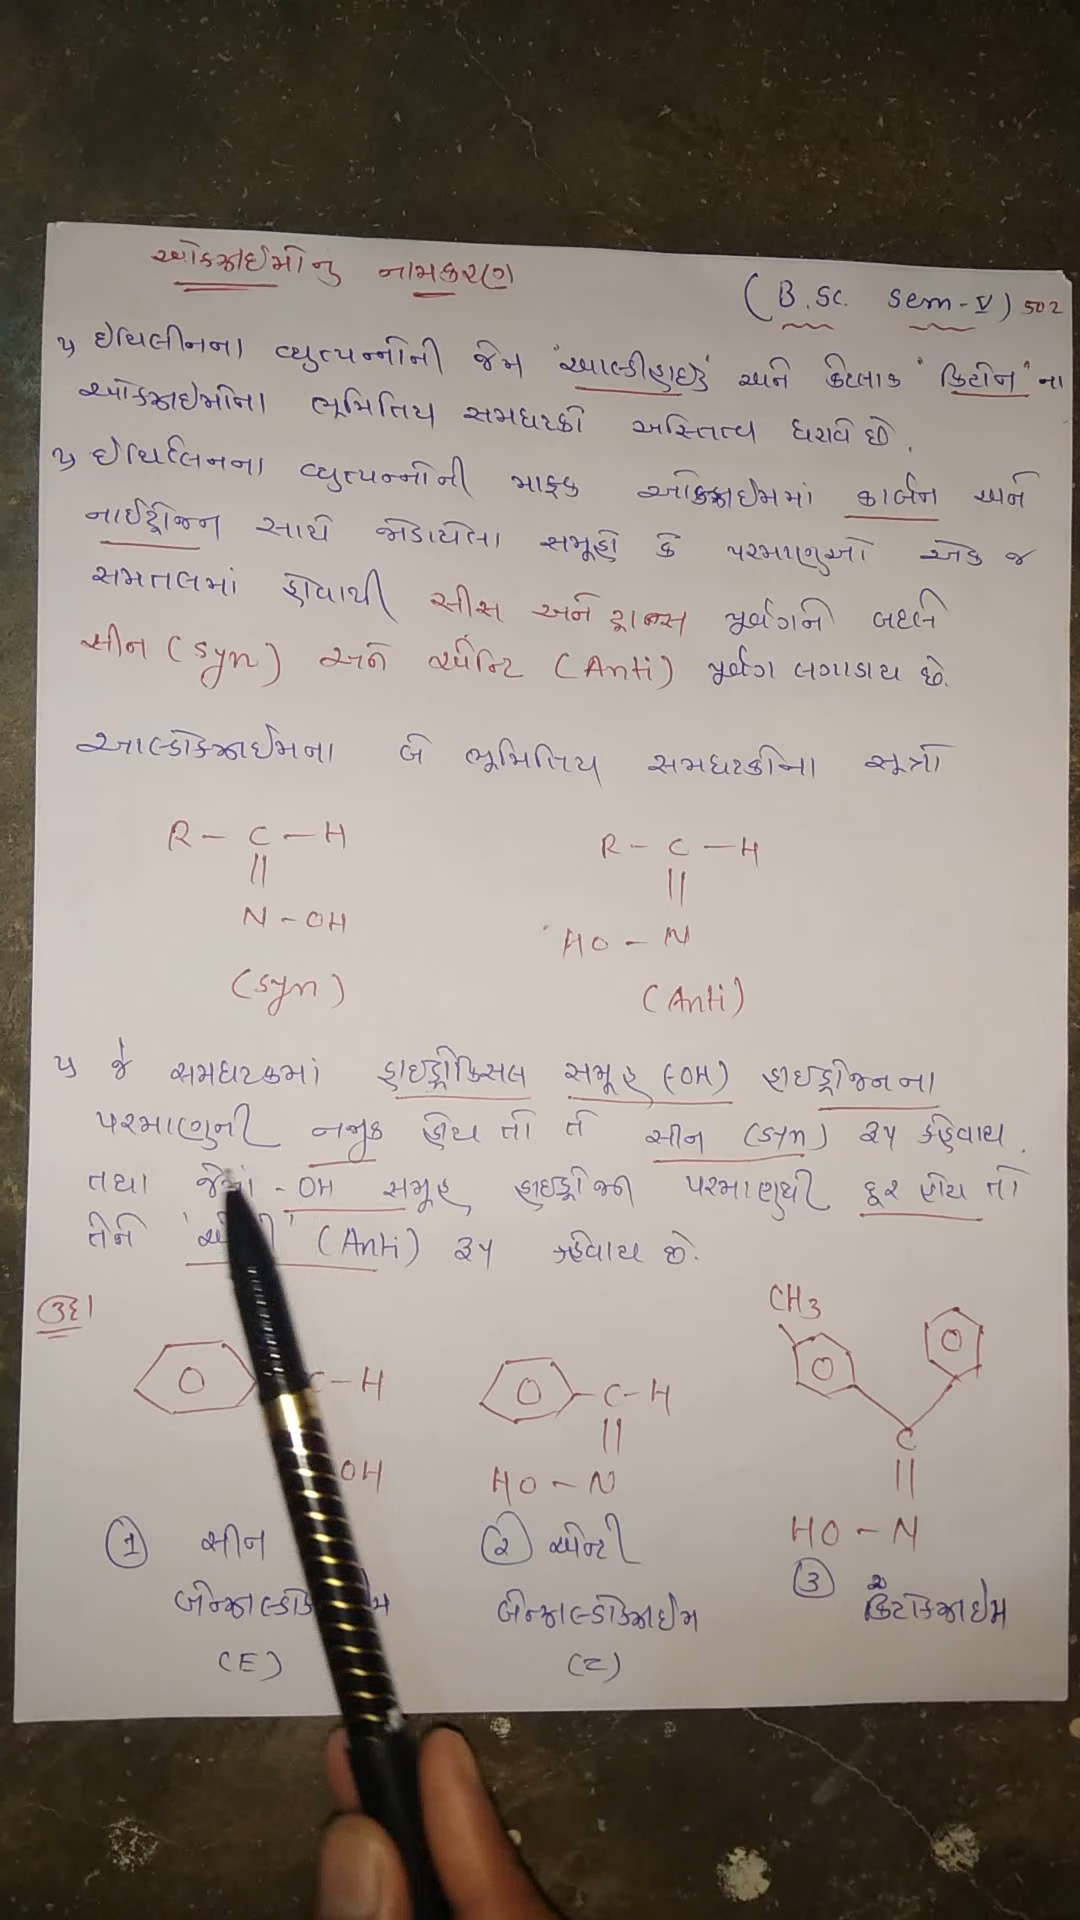 ઓક્ઝાઈમોનુ નામકરણ
(B.Sc. Sem-V) 502
ઈથિલીનના વ્યુત્પન્નોની જેમ 'આલ્ડીહાઈડ' અને કેટલાક 'કિટોન' ના
ઓક્ઝાઈમોના ભૂમિતિય સમઘટકો અસ્તિત્વ ધરાવે છે.
ઈથિલિનના વ્યુત્પન્નોની માફક ઓક્ઝાઈમમાં કાર્બન અને
નાઈટ્રોજન સાથે જોડાયેલા સમૂહો કે પરમાણુઓ એક જ
સમતલમાં હોવાથી સીસ અને ટ્રાન્સ પૂર્વગને બદલે
સીન (syn) અને એન્ટિ (Anti) પૂર્વગ લગાડાય છે.
આલ્ડોક્ઝાઈમના બે ભૂમિતિય સમઘટકોના સૂત્રો
R - C - H R - C - H
|| ||
N - OH HO - N
(syn) (Anti)
જે સમઘટકમાં હાઈડ્રોક્સિલ સમૂહ (-OH) હાઈડ્રોજનના
પરમાણુની નજીક હોય તો તે સીન (syn) રૂપ કહેવાય.
તથા - OH સમૂહ હાઈડ્રોજન પરમાણુથી દૂર હોય તો
તેને (Anti) રૂપ કહેવાય છે.
ઉદા
CH3
C - H C - H
|| C
OH HO - N ||
HO - N
① સીન ② એન્ટી ③ કિટોક્ઝાઈમ
બેન્ઝાલ્ડોક્ઝાઈમ
(E) (Z)